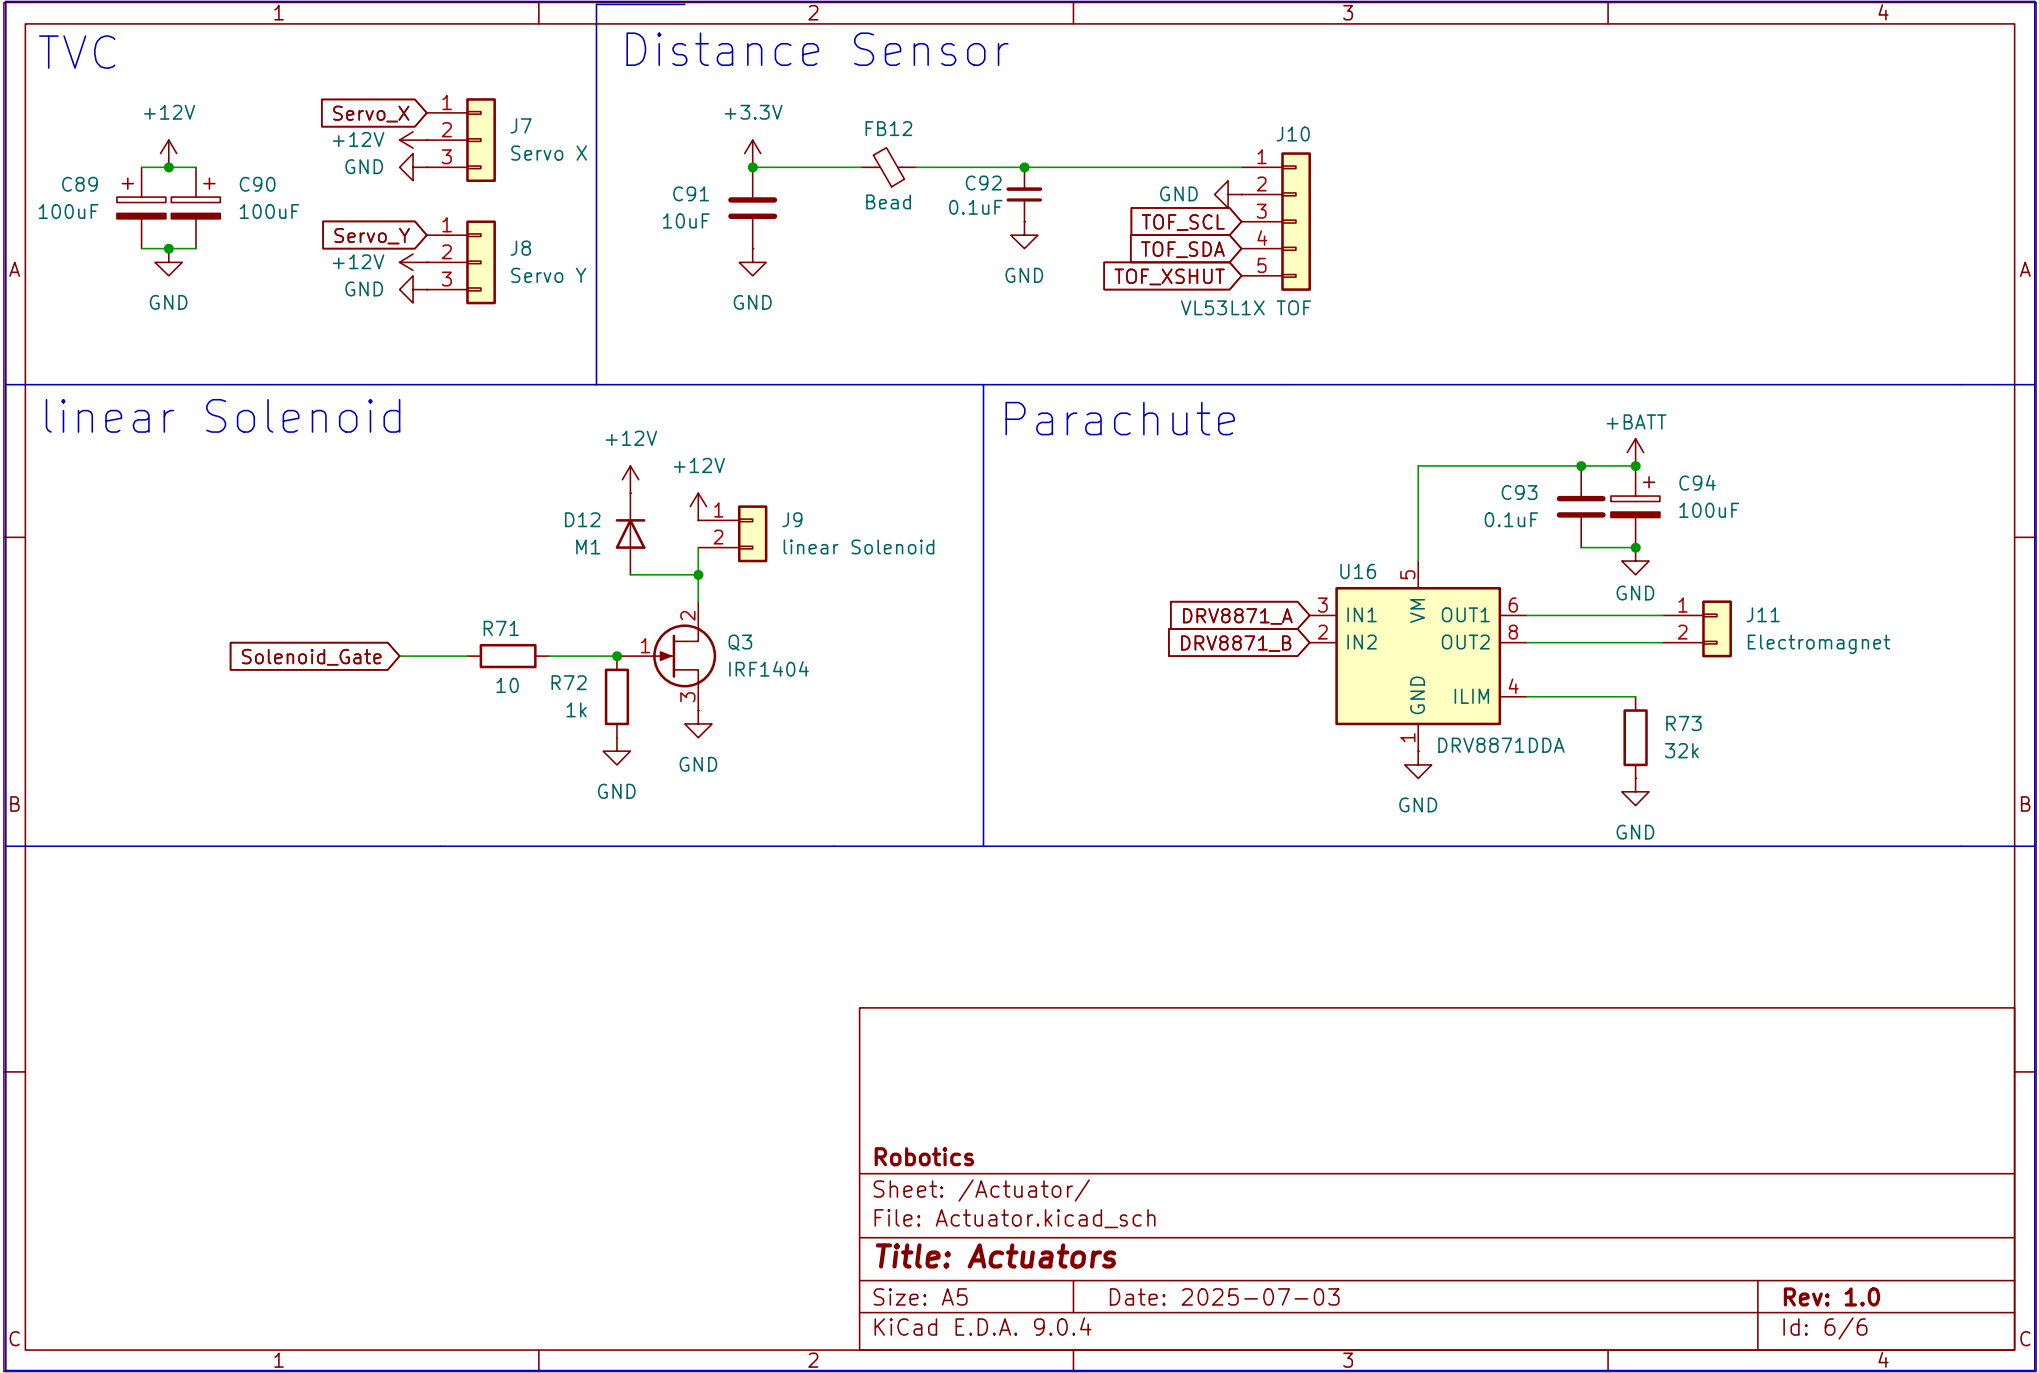 1 2 3 4
TVC
+12V
C89
100uF
+
+
C90
100uF
GND
Servo_X
+12V
GND
1
2
3
J7
Servo X
Servo_Y
+12V
GND
1
2
3
J8
Servo Y
Distance Sensor
+3.3V
FB12
Bead
C91
10uF
GND
C92
0.1uF
GND
J10
GND
TOF_SCL
TOF_SDA
TOF_XSHUT
1
2
3
4
5
VL53L1X TOF
A
A
linear Solenoid
+12V
+12V
D12
M1
1
2
J9
linear Solenoid
Solenoid_Gate
R71
10
R72
1k
GND
1
2
3
Q3
IRF1404
GND
Parachute
+BATT
C93
0.1uF
+
C94
100uF
GND
U16
DRV8871_A
DRV8871_B
3
2
IN1
IN2
5
VM
GND
1
OUT1
OUT2
ILIM
6
8
4
DRV8871DDA
GND
1
2
J11
Electromagnet
R73
32k
GND
B
B
Robotics
Sheet: /Actuator/
File: Actuator.kicad_sch
Title: Actuators
Size: A5 Date: 2025-07-03 Rev: 1.0
KiCad E.D.A. 9.0.4 Id: 6/6
C
C
1 2 3 4